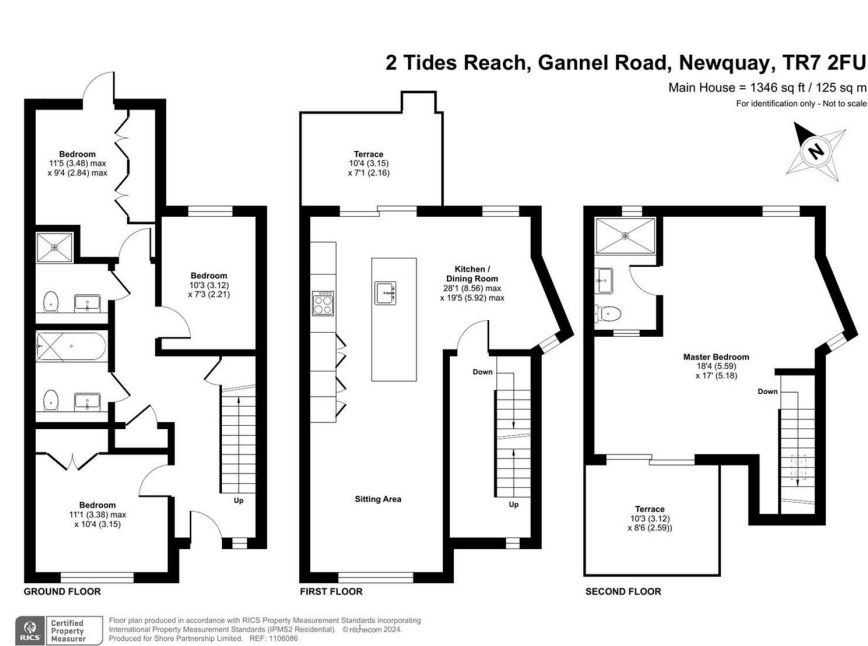 2 Tides Reach, Gannel Road, Newquay, TR7 2FU
Main House = 1346 sq ft / 125 sq m
For identification only - Not to scale
N
Bedroom
11'5 (3.48) max
x 9'4 (2.84) max
Bedroom
10'3 (3.12)
x 7'3 (2.21)
Bedroom
11'1 (3.38) max
x 10'4 (3.15)
Up
GROUND FLOOR
Terrace
10'4 (3.15)
x 7'1 (2.16)
Kitchen /
Dining Room
28'1 (8.56) max
x 19'5 (5.92) max
Down
Sitting Area
Up
FIRST FLOOR
Master Bedroom
18'4 (5.59)
x 17' (5.18)
Down
Terrace
10'3 (3.12)
x 8'6 (2.59))
SECOND FLOOR
RICS
Certified
Property
Measurer
Floor plan produced in accordance with RICS Property Measurement Standards incorporating
International Property Measurement Standards (IPMS2 Residential). © nichecom 2024.
Produced for Shore Partnership Limited. REF: 1106086